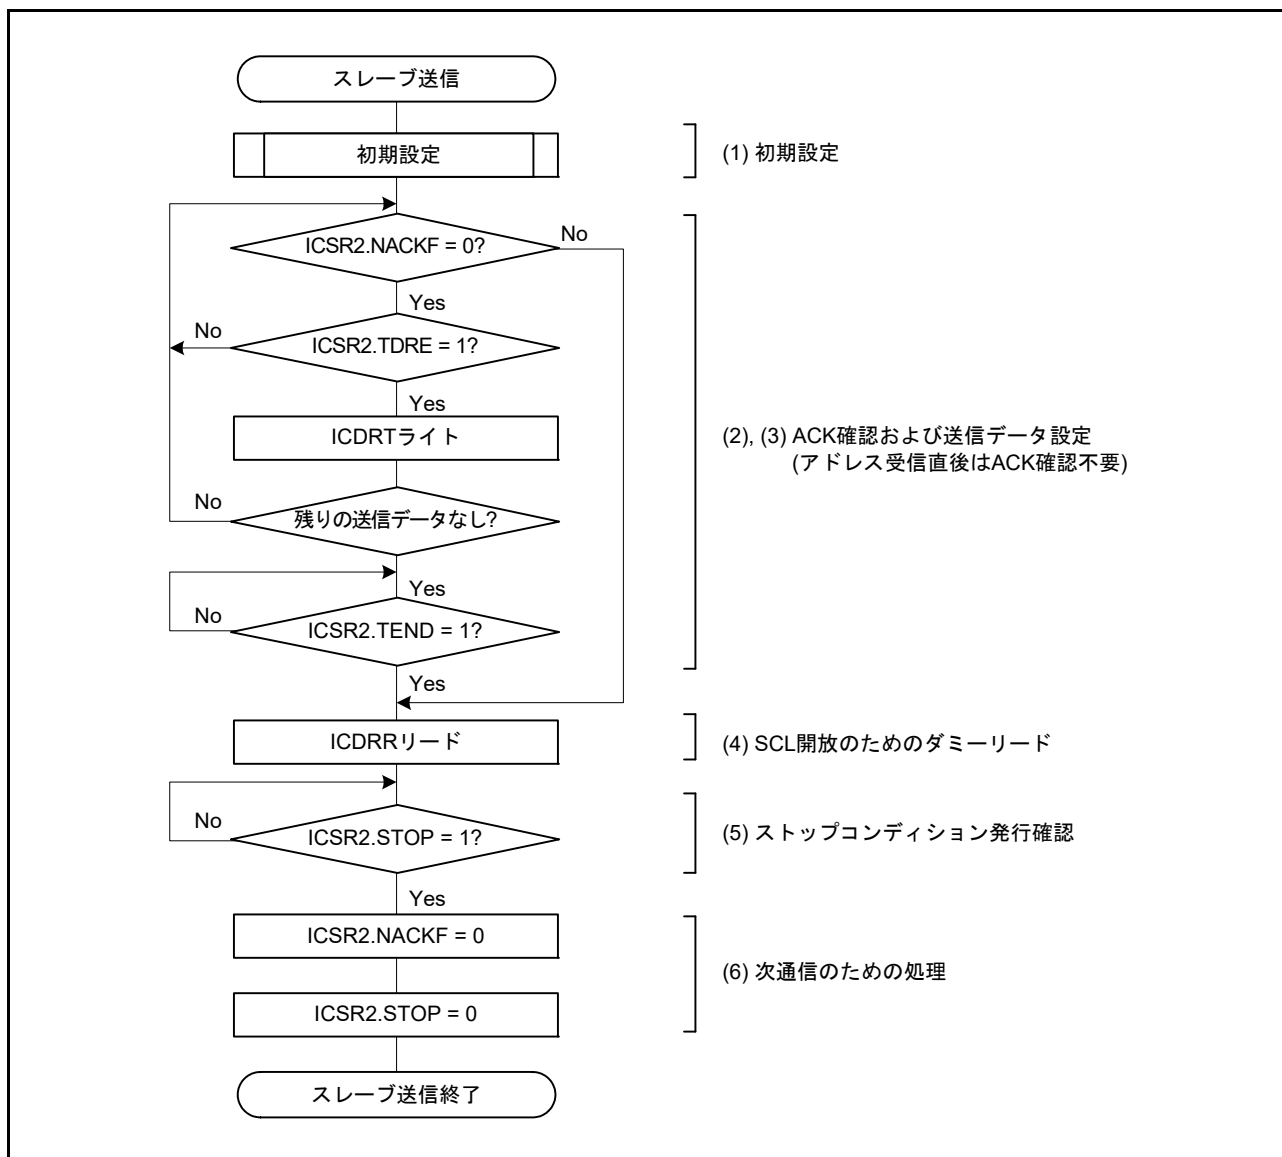 スレーブ送信
初期設定
(1) 初期設定
ICSR2.NACKF = 0?
No
Yes
No
ICSR2.TDRE = 1?
Yes
ICDRTライト
(2), (3) ACK確認および送信データ設定
(アドレス受信直後はACK確認不要)
No
残りの送信データなし?
Yes
No
ICSR2.TEND = 1?
Yes
ICDRRリード
(4) SCL開放のためのダミーリード
No
ICSR2.STOP = 1?
(5) ストップコンディション発行確認
Yes
ICSR2.NACKF = 0
(6) 次通信のための処理
ICSR2.STOP = 0
スレーブ送信終了